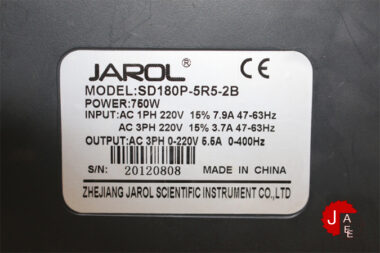 JAROL® CE
MODEL:SD180P-5R5-2B
POWER:750W
INPUT:AC 1PH 220V 15% 7.9A 47-63Hz
AC 3PH 220V 15% 3.7A 47-63Hz
OUTPUT:AC 3PH 0-220V 5.5A 0-400Hz
S/N: 20120808 MADE IN CHINA
ZHEJIANG JAROL SCIENTIFIC INSTRUMENT CO.,LTD
JAEE